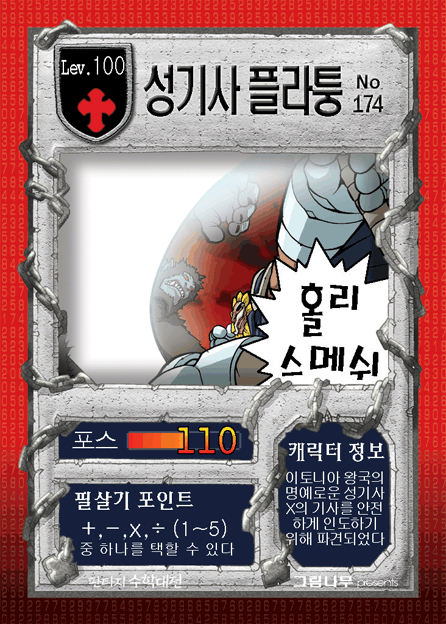 Lev.100
성기사 플라톰
No
174
홀리
스메쉬
포스 110
필살기 포인트
+,-,x,÷ (1~5)
중 하나를 택할 수 있다
캐릭터 정보
이토니아 왕국의
명예로운 성기사
X의 기사를 안전
하게 인도하기
위해 파견되었다
판타지 수학대전
그림나무 presents